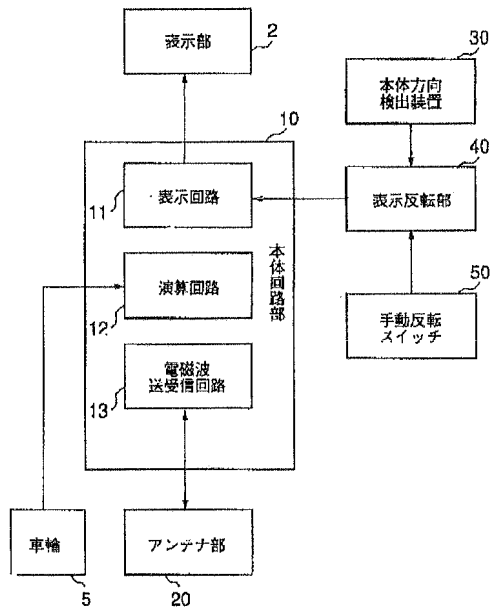 表示部
2
30
本体方向
検出装置
10
40
表示回路
11
表示反転部
本体回路部
演算回路
12
50
手動反転
スイッチ
電磁波
送受信回路
13
車輪
5
アンテナ部
20